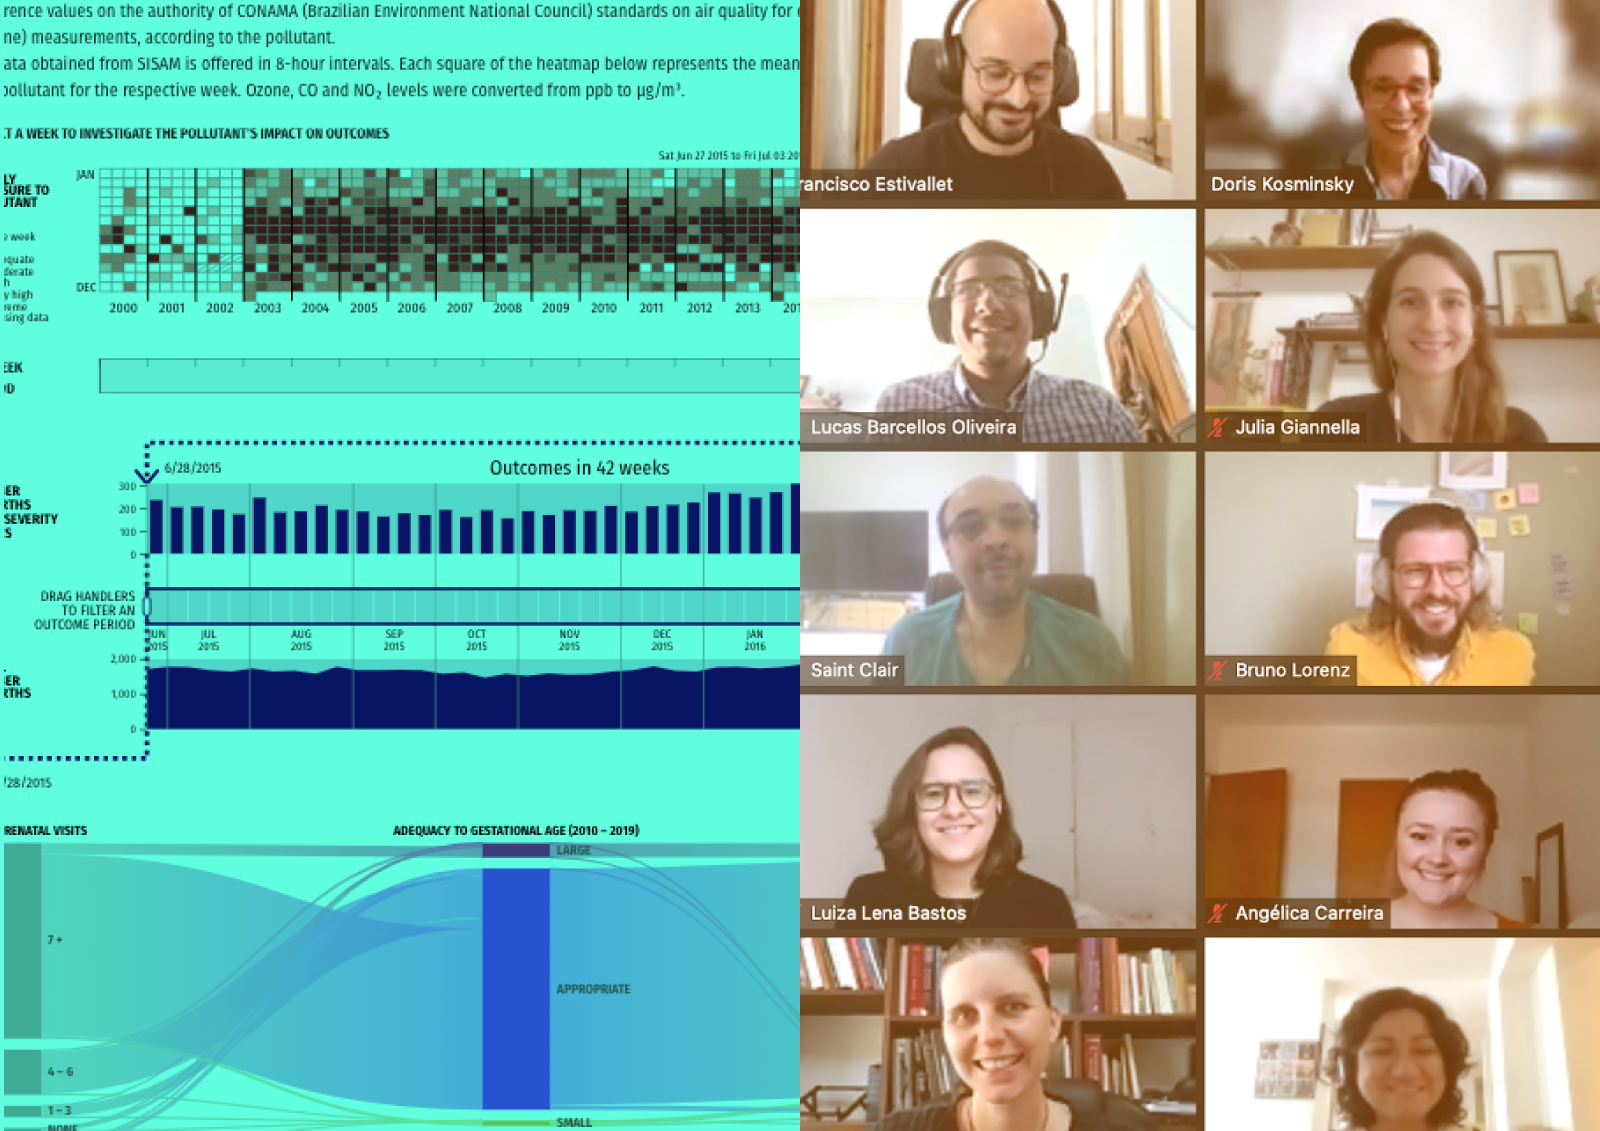 rence values on the authority of CONAMA (Brazilian Environment National Council) standards on air quality for
ne) measurements, according to the pollutant.
ata obtained from SISAM is offered in 8-hour intervals. Each square of the heatmap below represents the mean
pollutant for the respective week. Ozone, CO and NO₂ levels were converted from ppb to µg/m³.
CT A WEEK TO INVESTIGATE THE POLLUTANT'S IMPACT ON OUTCOMES
Sat Jun 27 2015 to Fri Jul 03 20
LY
SURE TO
UTANT
JAN
e week
equate
derate
h
y high
reme
sing data
DEC
2000 2001 2002 2003 2004 2005 2006 2007 2008 2009 2010 2011 2012 2013 201
EEK
OD
6/28/2015
Outcomes in 42 weeks
BER
RTHS
SEVERITY
S
300
200
100
0
DRAG HANDLERS
TO FILTER AN
OUTCOME PERIOD
JUN JUL AUG SEP OCT NOV DEC JAN
2015 2015 2015 2015 2015 2015 2015 2016
BER
RTHS
2,000
1,000
0
/28/2015
RENATAL VISITS
ADEQUACY TO GESTATIONAL AGE (2010 – 2019)
LARGE
7 +
APPROPRIATE
4 – 6
1 – 3
SMALL
NONE
rancisco Estivallet
Doris Kosminsky
Lucas Barcellos Oliveira
Julia Giannella
Saint Clair
Bruno Lorenz
Luiza Lena Bastos
Angélica Carreira